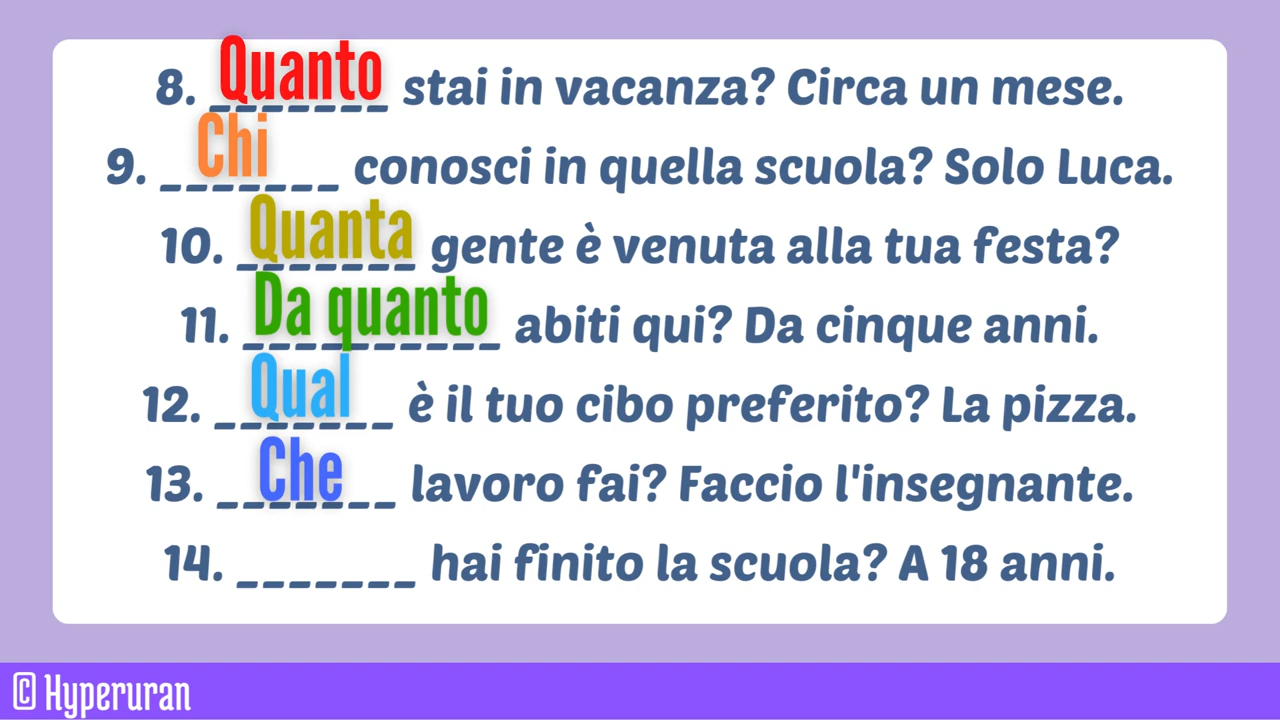 8. Quanto stai in vacanza? Circa un mese.
9. Chi _______ conosci in quella scuola? Solo Luca.
10. Quanta gente è venuta alla tua festa?
11. Da quanto abiti qui? Da cinque anni.
12. Qual è il tuo cibo preferito? La pizza.
13. Che lavoro fai? Faccio l'insegnante.
14. _______ hai finito la scuola? A 18 anni.
© Hyperuran